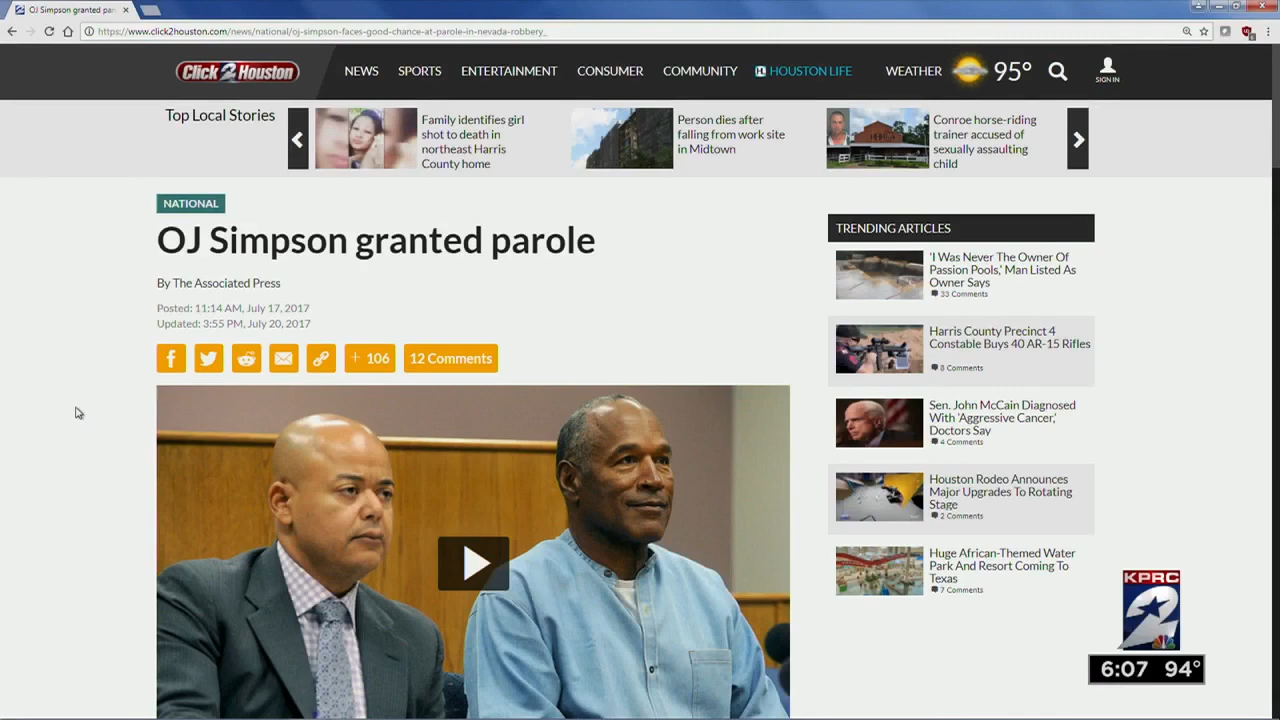 OJ Simpson granted par
https://www.click2houston.com/news/national/oj-simpson-faces-good-chance-at-parole-in-nevada-robbery_
Click 2 Houston
NEWS
SPORTS
ENTERTAINMENT
CONSUMER
COMMUNITY
HOUSTON LIFE
WEATHER
95°
SIGN IN
Top Local Stories
Family identifies girl
shot to death in
northeast Harris
County home
Person dies after
falling from work site
in Midtown
Conroe horse-riding
trainer accused of
sexually assaulting
child
NATIONAL
OJ Simpson granted parole
By The Associated Press
Posted: 11:14 AM, July 17, 2017
Updated: 3:55 PM, July 20, 2017
+ 106
12 Comments
TRENDING ARTICLES
'I Was Never The Owner Of
Passion Pools,' Man Listed As
Owner Says
33 Comments
Harris County Precinct 4
Constable Buys 40 AR-15 Rifles
8 Comments
Sen. John McCain Diagnosed
With 'Aggressive Cancer,'
Doctors Say
4 Comments
Houston Rodeo Announces
Major Upgrades To Rotating
Stage
2 Comments
Huge African-Themed Water
Park And Resort Coming To
Texas
7 Comments
KPRC
2
6:07 94°